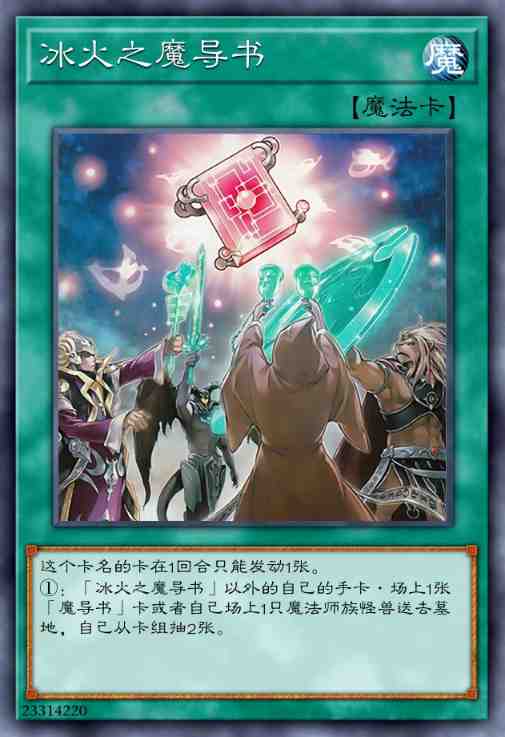 冰火之魔导书
魔
【魔法卡】
这个卡名的卡在1回合只能发动1张。
①：「冰火之魔导书」以外的自己的手卡·场上1张
「魔导书」卡或者自己场上1只魔法师族怪兽送去墓
地，自己从卡组抽2张。
23314220